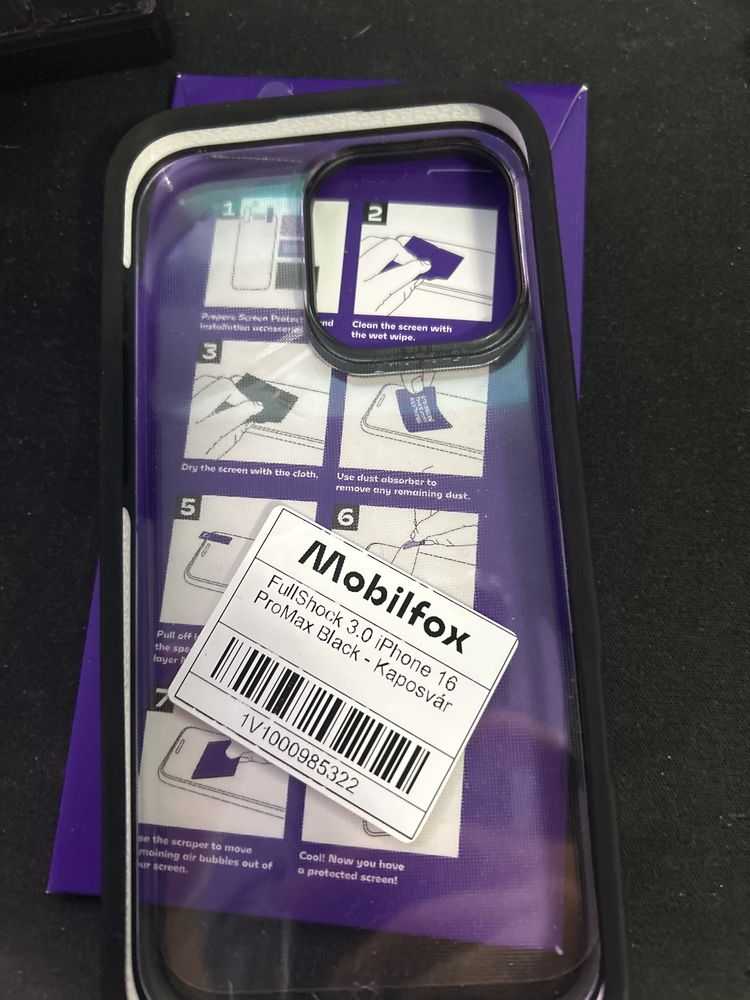 1
2
Prepare Screen Protect
and
installation accessorie
Clean the screen with
the wet wipe.
3
Dry the screen with the cloth.
Use dust absorber to
remove any remaining dust.
5
6
Pull off
the spe
layer
Mobilfox
FullShock 3.0 iPhone 16
ProMax Black - Kaposvár
1V1000985322
7
se the scraper to move
maining air bubbles out of
ur screen.
Cool! Now you have
a protected screen!